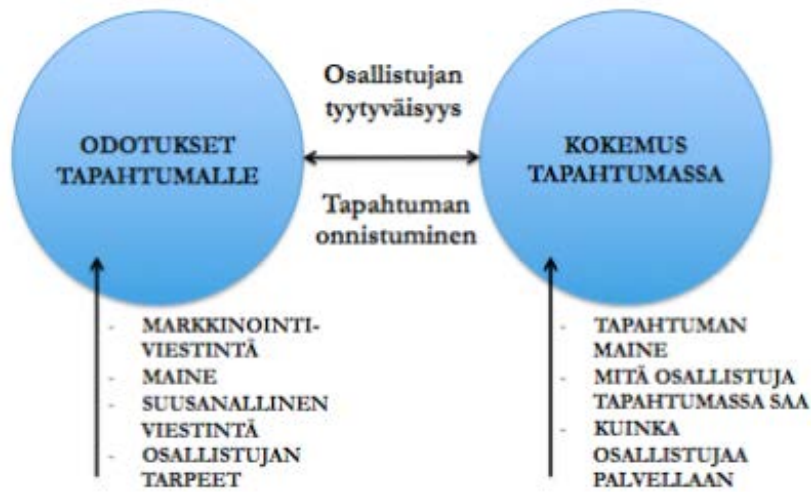 Osallistujan
tyytyväisyys
ODOTUKSET
TAPAHTUMALLE
KOKEMUS
TAPAHTUMASSA
Tapahtuman
onnistuminen
- MARKKINOINTI-
VIESTINTÄ
- MAINE
- SUUSANALLINEN
VIESTINTÄ
- OSALLISTUJAN
TARPEET
- TAPAHTUMAN
MAINE
- MITÄ OSALLISTUJA
TAPAHTUMASSA SAA
- KUINKA
OSALLISTUJAA
PALVELLAAN